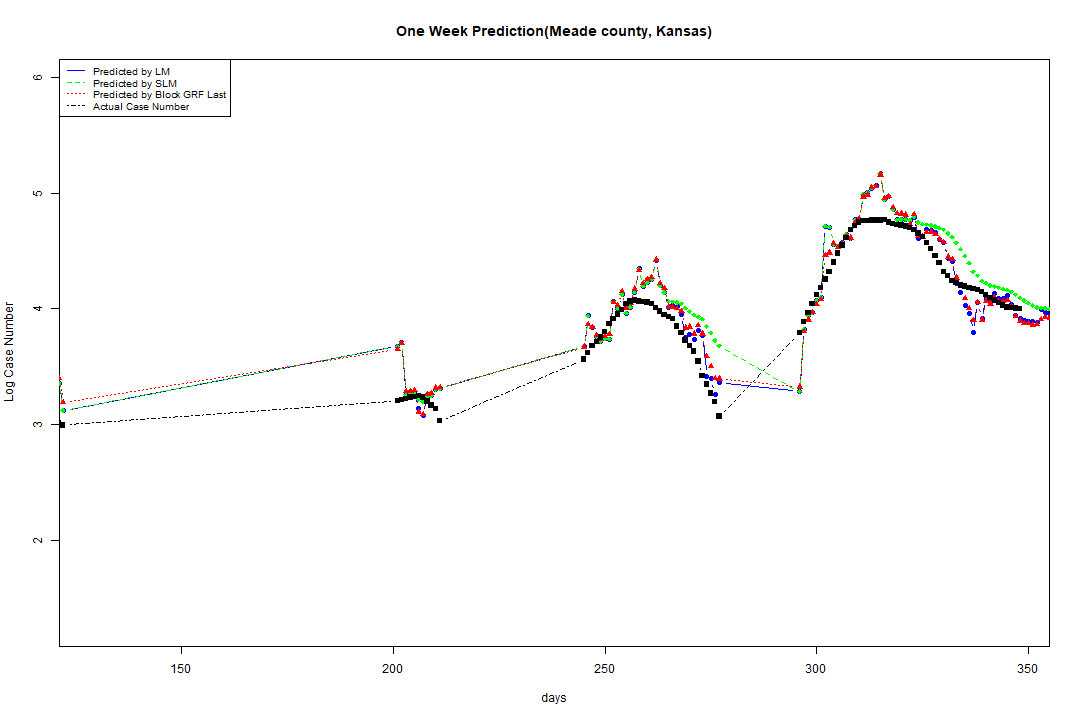 One Week Prediction(Meade county, Kansas)
Predicted by LM
Predicted by SLM
Predicted by Block GRF Last
Actual Case Number
6
5
4
3
2
Log Case Number
150 200 250 300 350
days